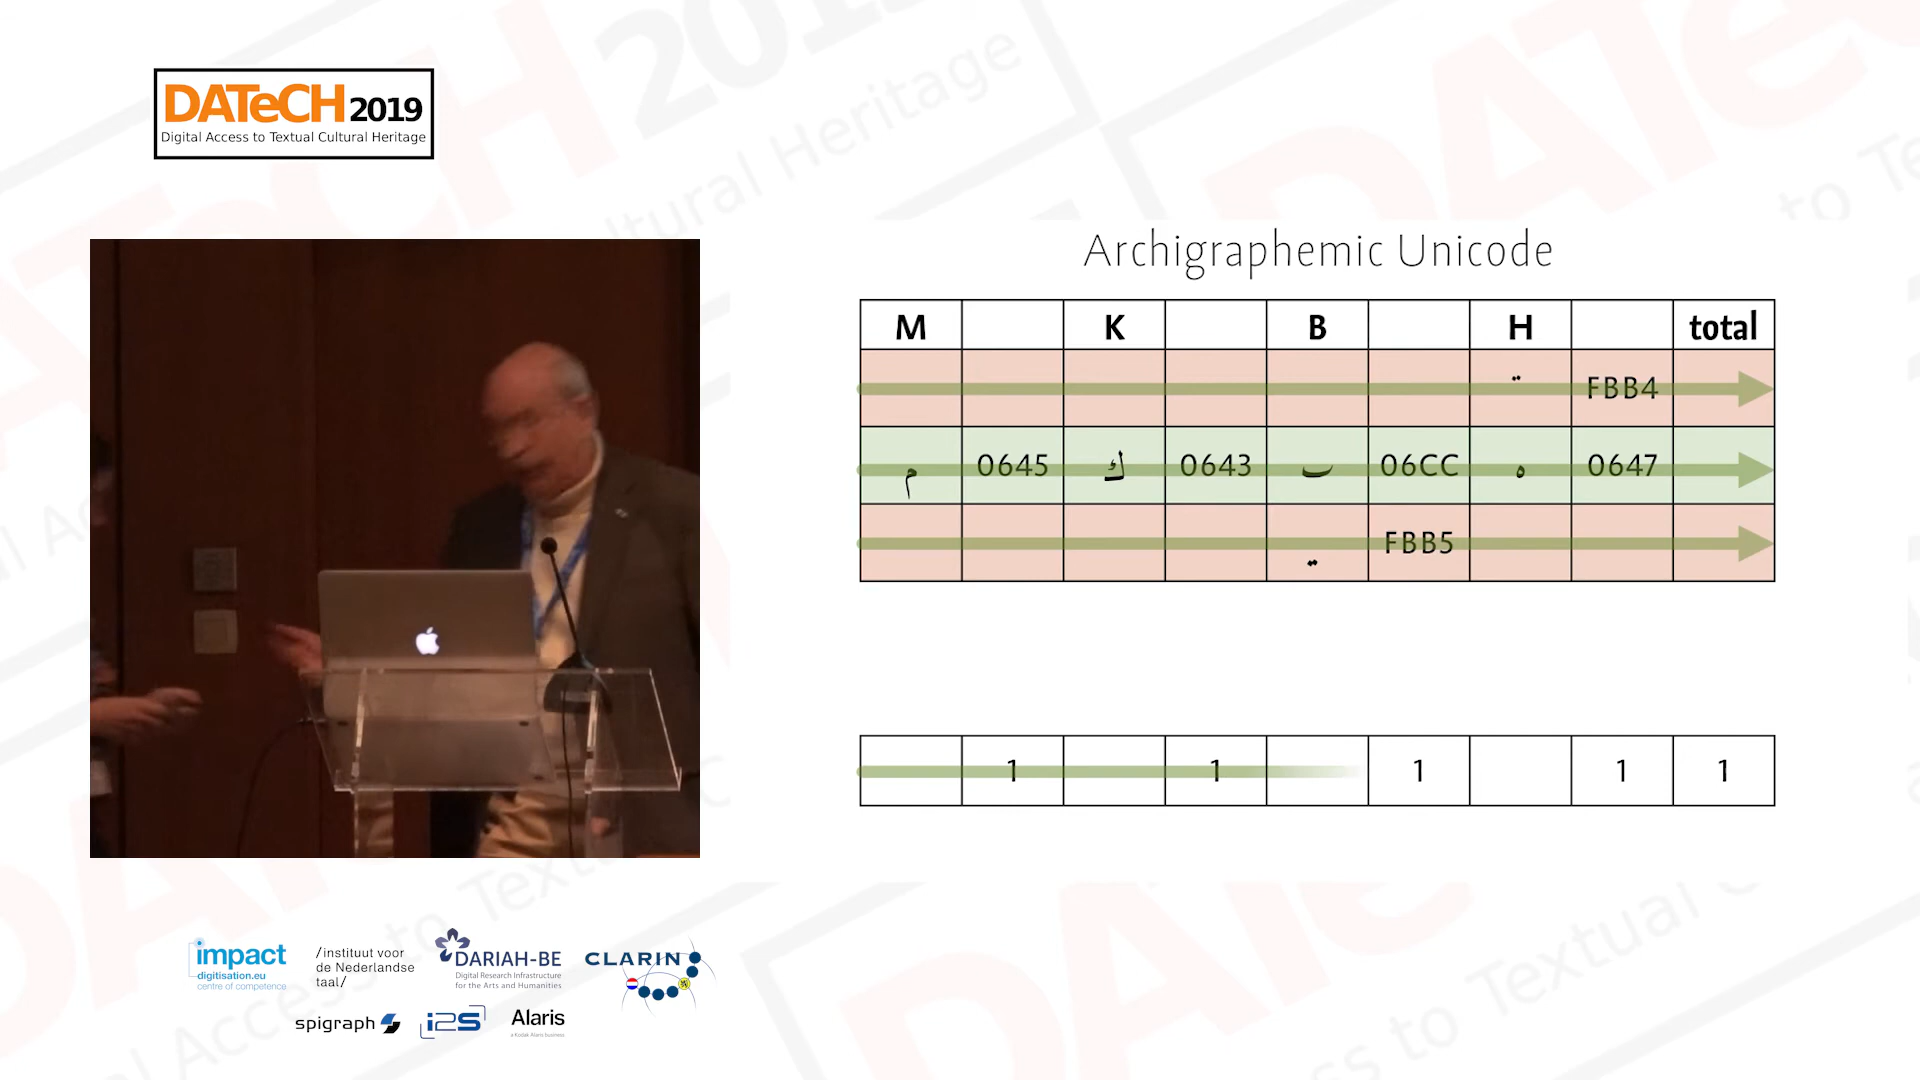 DATeCH 2019
Digital Access to Textual Cultural Heritage
Archigraphemic Unicode
M K B H total
FBB4
م 0645 ك 0643 ٮ 06CC ه 0647
FBB5
1 1 1 1 1
impact
digitisation.eu
centre of competence
/instituut voor
de Nederlandse
taal/
DARIAH-BE
Digital Research Infrastructure
for the Arts and Humanities
CLARIN
spigraph
i2s
Alaris
a Kodak Alaris business